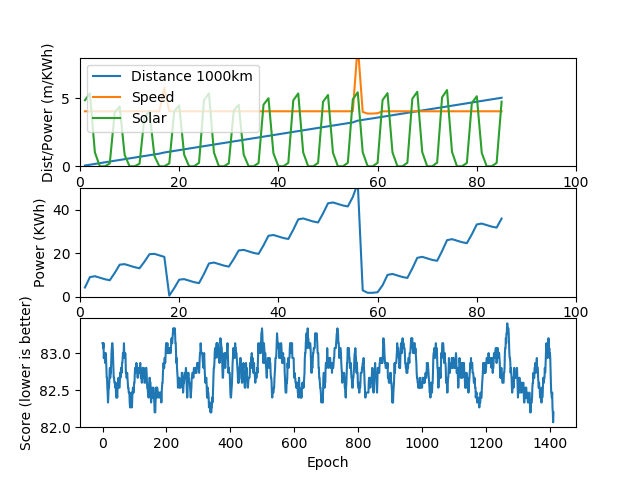 Dist/Power (m/KWh)
Distance 1000km
Speed
Solar
5
0
0 20 40 60 80 100
Power (KWh)
40
20
0
0 20 40 60 80 100
Score (lower is better)
83.0
82.5
82.0
0 200 400 600 800 1000 1200 1400
Epoch